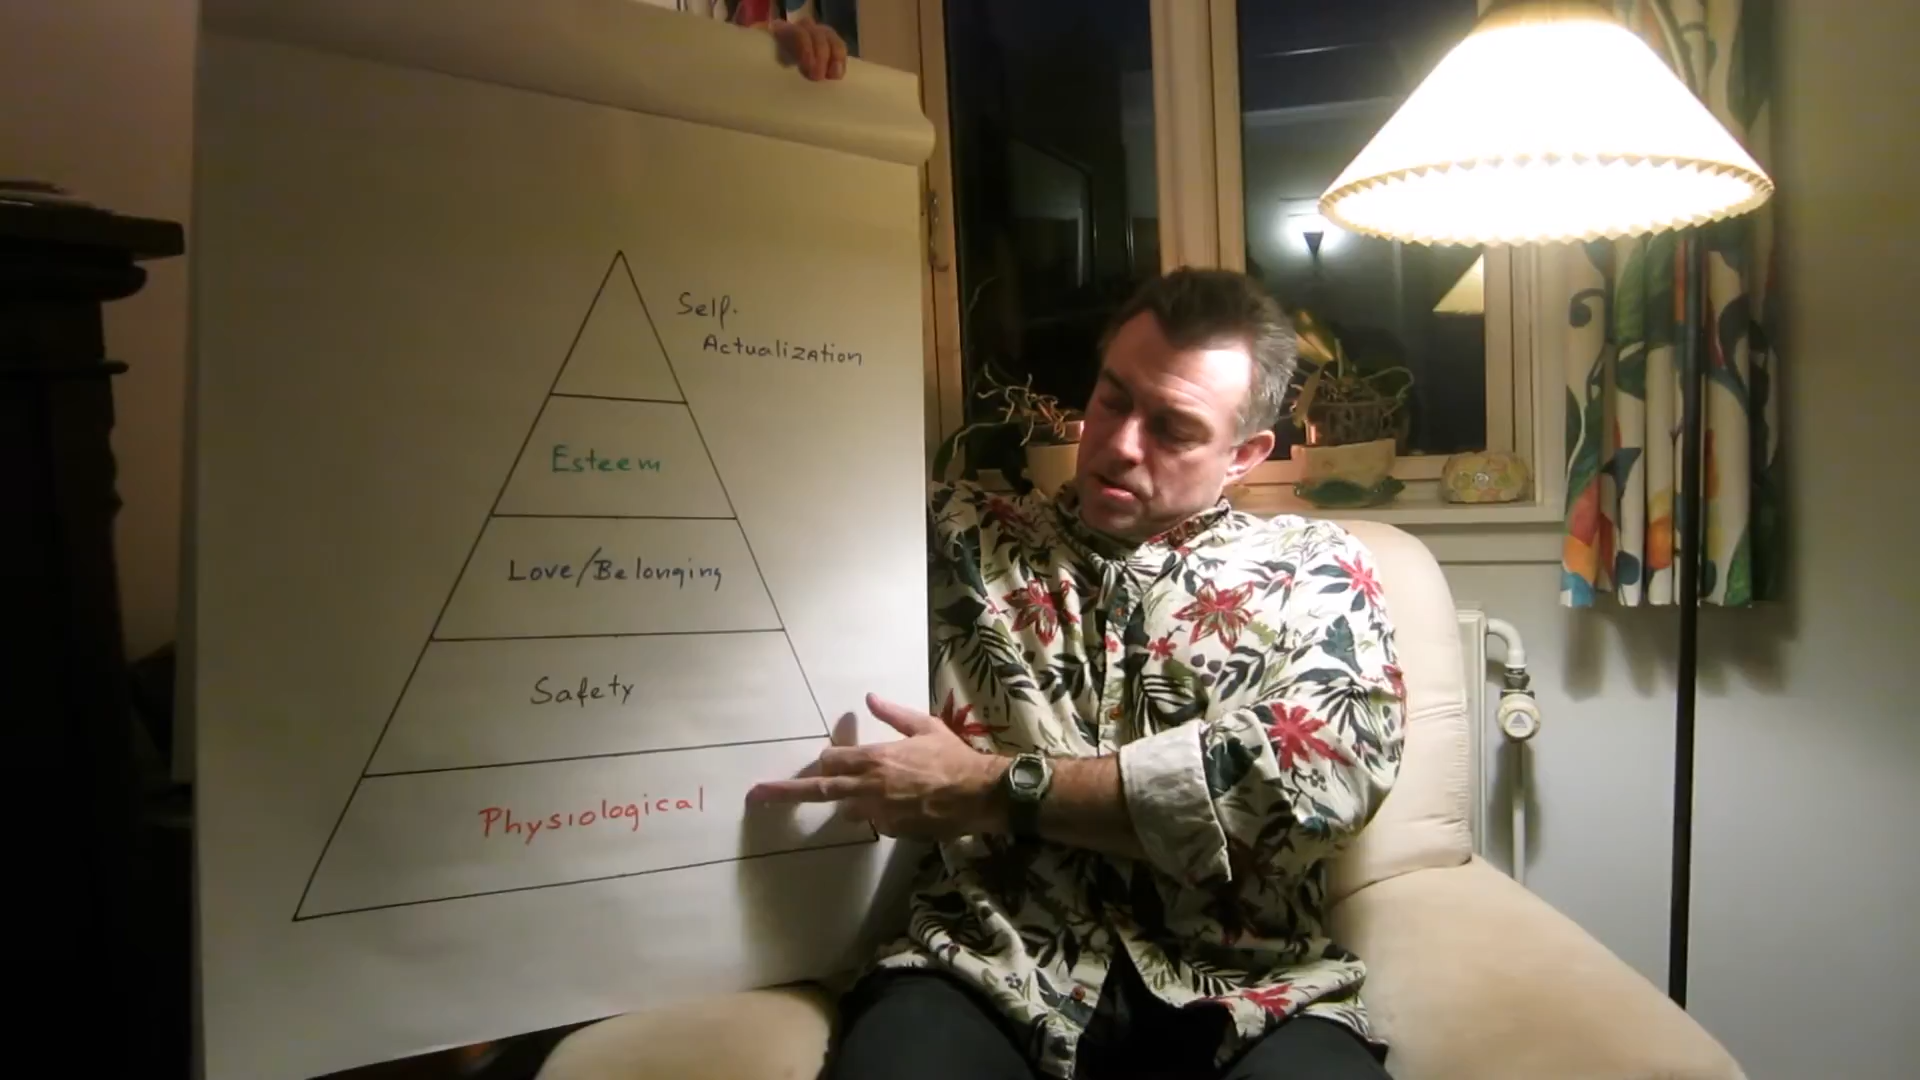 Self-
Actualization
Esteem
Love/Belonging
Safety
Physiological